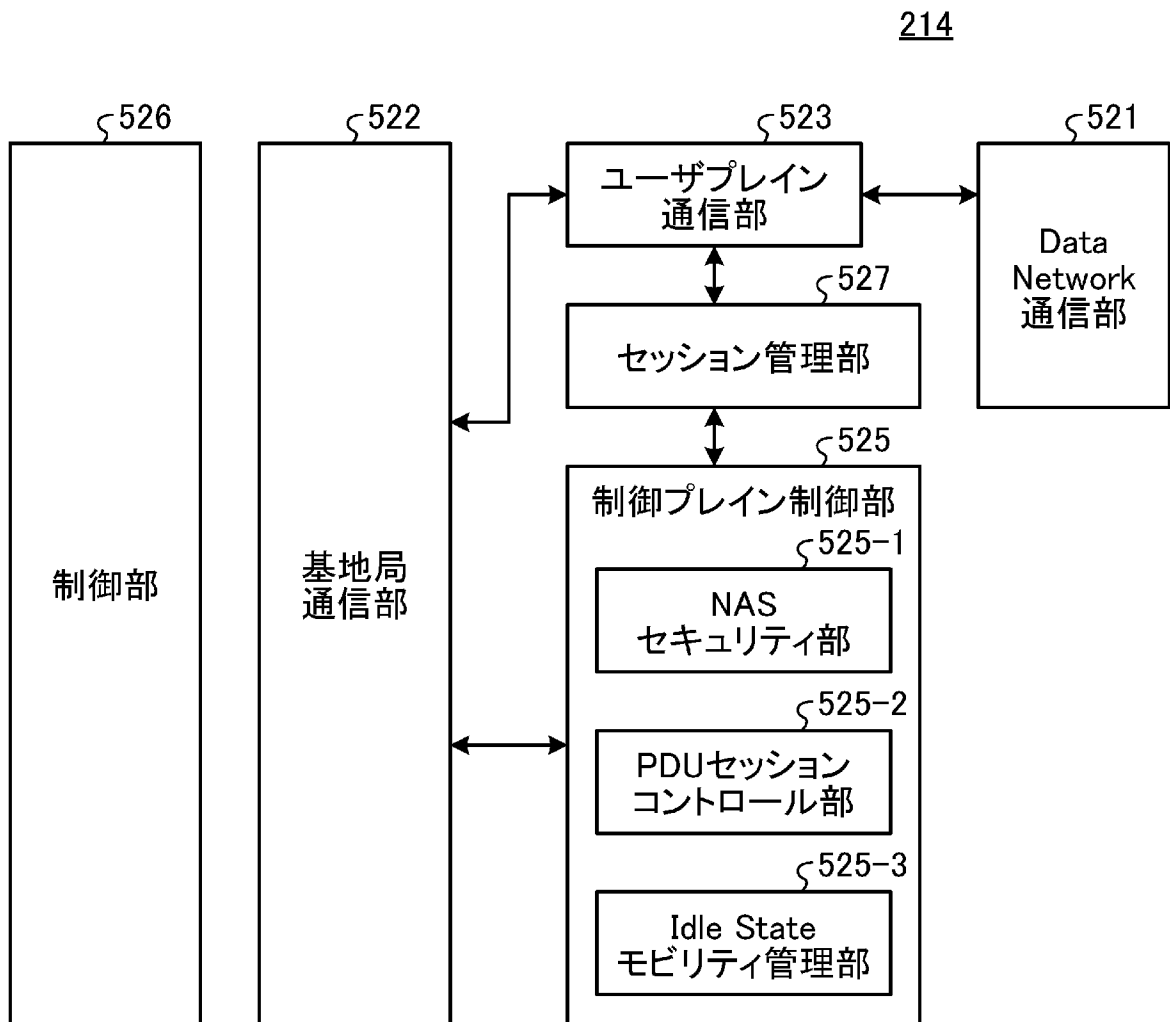 214
526
522
523
521
ユーザプレイン
通信部
Data
Network
通信部
527
セッション管理部
525
制御プレイン制御部
制御部
基地局
通信部
525-1
NAS
セキュリティ部
525-2
PDUセッション
コントロール部
525-3
Idle State
モビリティ管理部